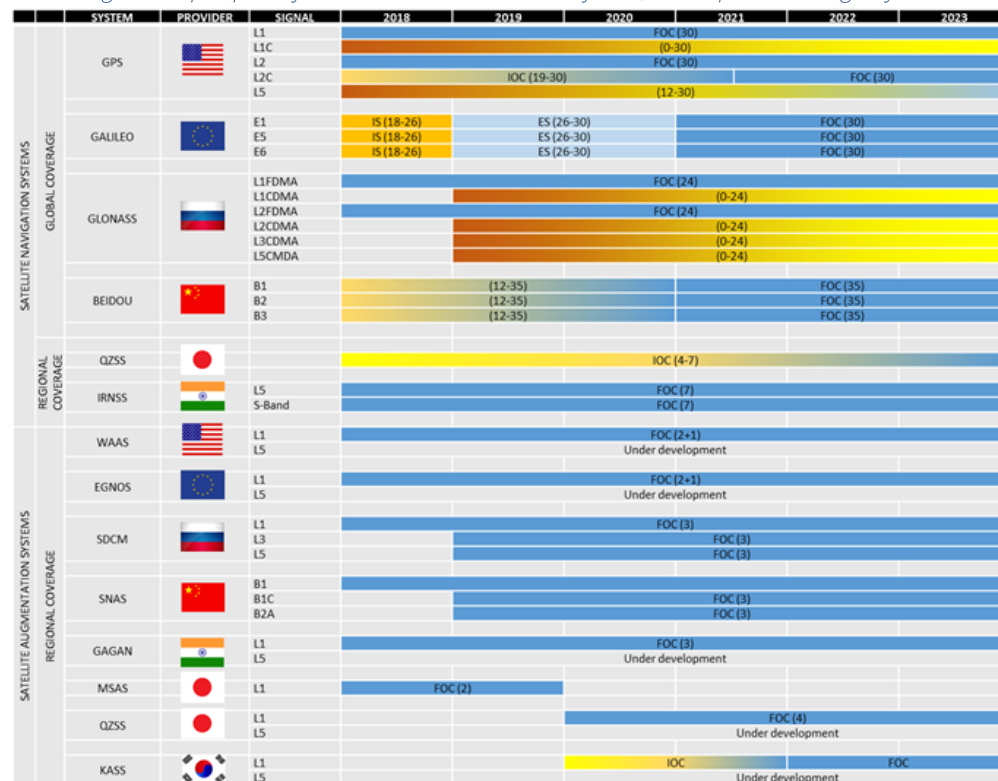 SYSTEM PROVIDER SIGNAL 2018 2019 2020 2021 2022 2023
SATELLITE NAVIGATION SYSTEMS
GLOBAL COVERAGE
GPS
L1 FOC (30)
L1C (0-30)
L2 FOC (30)
L2C IOC (19-30) FOC (30)
L5 (12-30)
GALILEO
E1 IS (18-26) ES (26-30) FOC (30)
E5 IS (18-26) ES (26-30) FOC (30)
E6 IS (18-26) ES (26-30) FOC (30)
GLONASS
L1FDMA FOC (24)
L1CDMA (0-24)
L2FDMA FOC (24)
L2CDMA (0-24)
L3CDMA (0-24)
L5CMDA (0-24)
BEIDOU
B1 (12-35) FOC (35)
B2 (12-35) FOC (35)
B3 (12-35) FOC (35)
REGIONAL COVERAGE
QZSS IOC (4-7)
IRNSS
L5 FOC (7)
S-Band FOC (7)
SATELLITE AUGMENTATION SYSTEMS
REGIONAL COVERAGE
WAAS
L1 FOC (2+1)
L5 Under development
EGNOS
L1 FOC (2+1)
L5 Under development
SDCM
L1 FOC (3)
L3 FOC (3)
L5 FOC (3)
SNAS
B1
B1C FOC (3)
B2A FOC (3)
GAGAN
L1 FOC (3)
L5 Under development
MSAS
L1 FOC (2)
QZSS
L1 FOC (4)
L5 Under development
KASS
L1 IOC FOC
L5 Under development